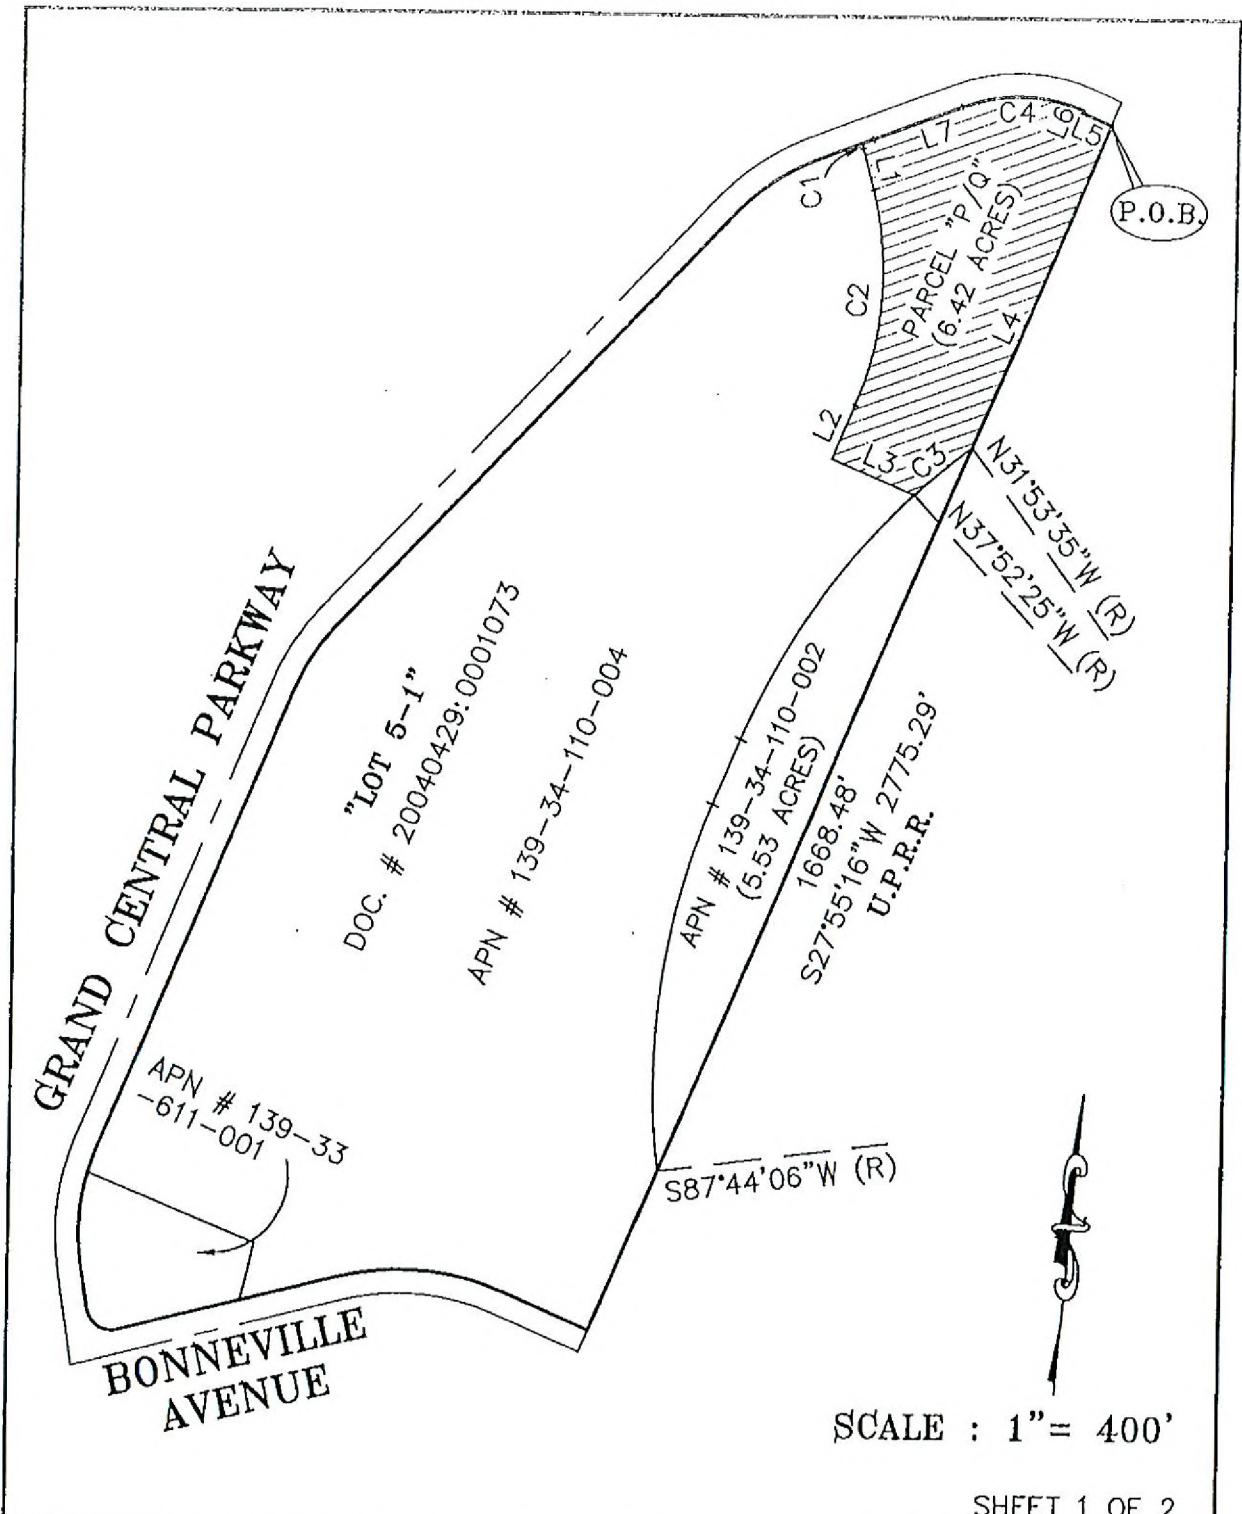 C4
L6
L5
L7
L1
C1
P.O.B.
PARCEL "P/Q"
(6.42 ACRES)
C2
L4
L2
L3
C3
N31°53'35"W (R)
N37°52'25"W (R)
GRAND CENTRAL PARKWAY
"LOT 5-1"
DOC. # 20040429:0001073
APN # 139-34-110-004
APN # 139-34-110-002
(5.53 ACRES)
1668.48'
S27°55'16"W 2775.29'
U.P.R.R.
APN # 139-33
-611-001
S87°44'06"W (R)
BONNEVILLE
AVENUE
SCALE : 1"= 400'
SHEET 1 OF 2